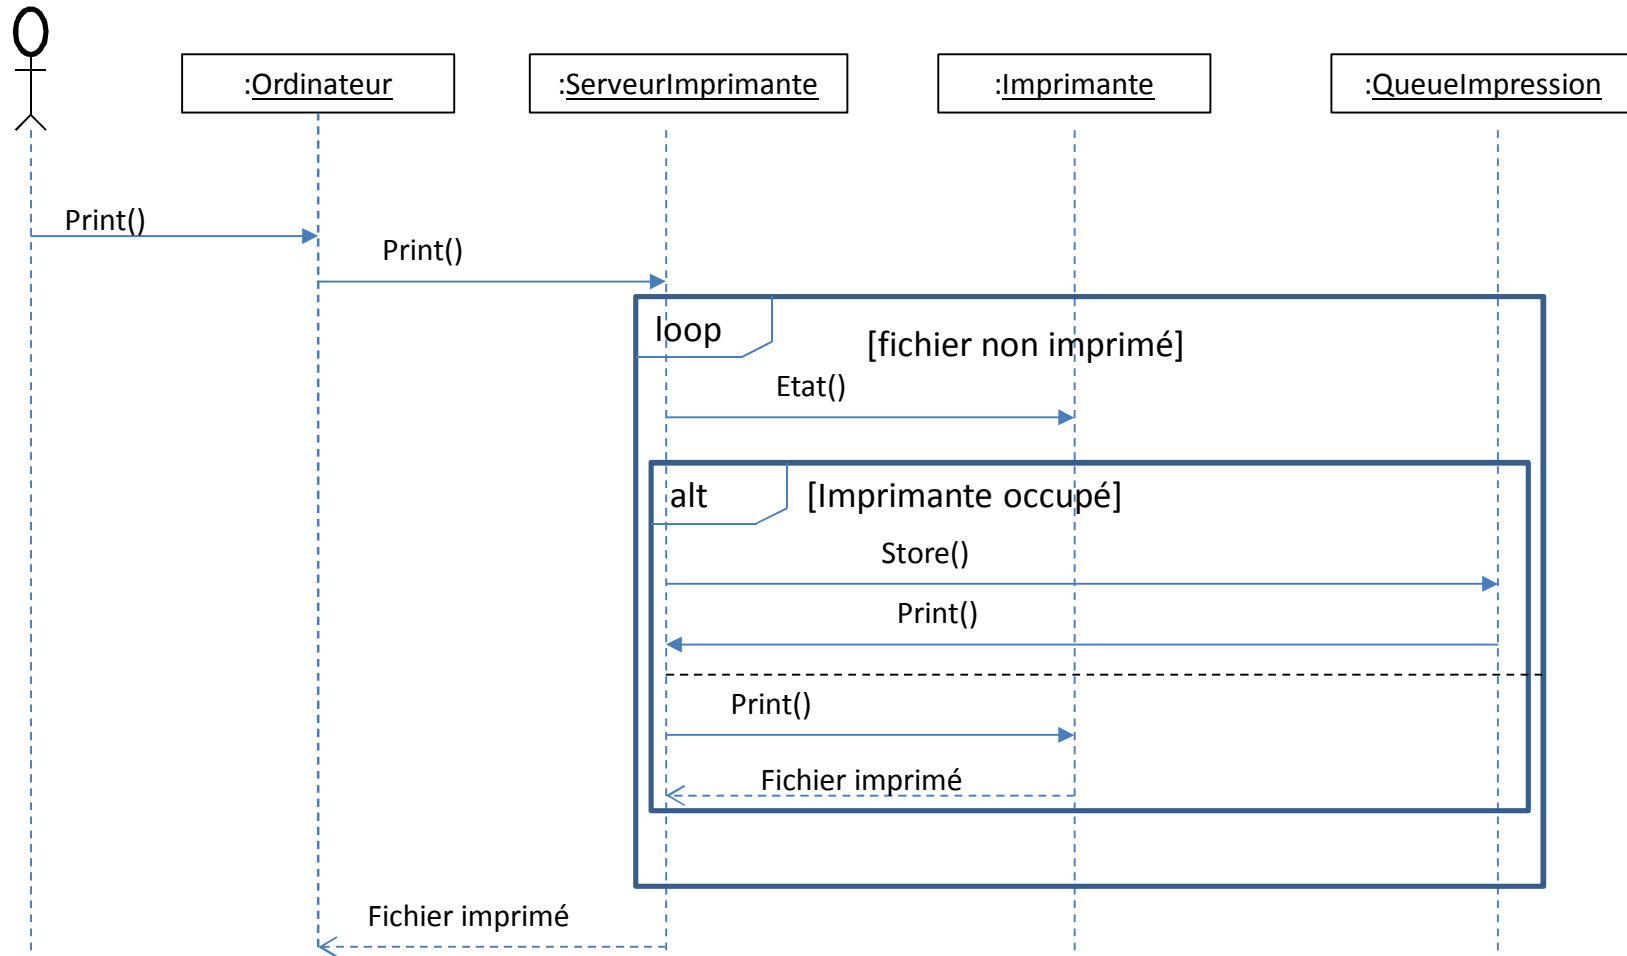 :Ordinateur
:ServeurImprimante
:Imprimante
:QueueImpression
Print()
Print()
loop
[fichier non imprimé]
Etat()
alt
[Imprimante occupé]
Store()
Print()
Print()
Fichier imprimé
Fichier imprimé